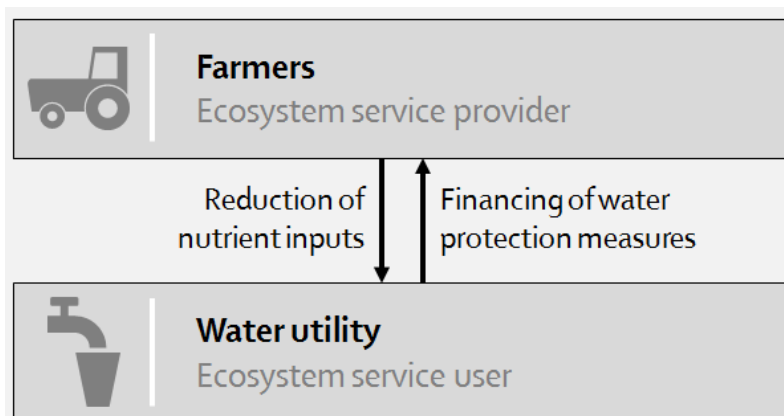 Farmers
Ecosystem service provider
Reduction of
nutrient inputs
Financing of water
protection measures
Water utility
Ecosystem service user